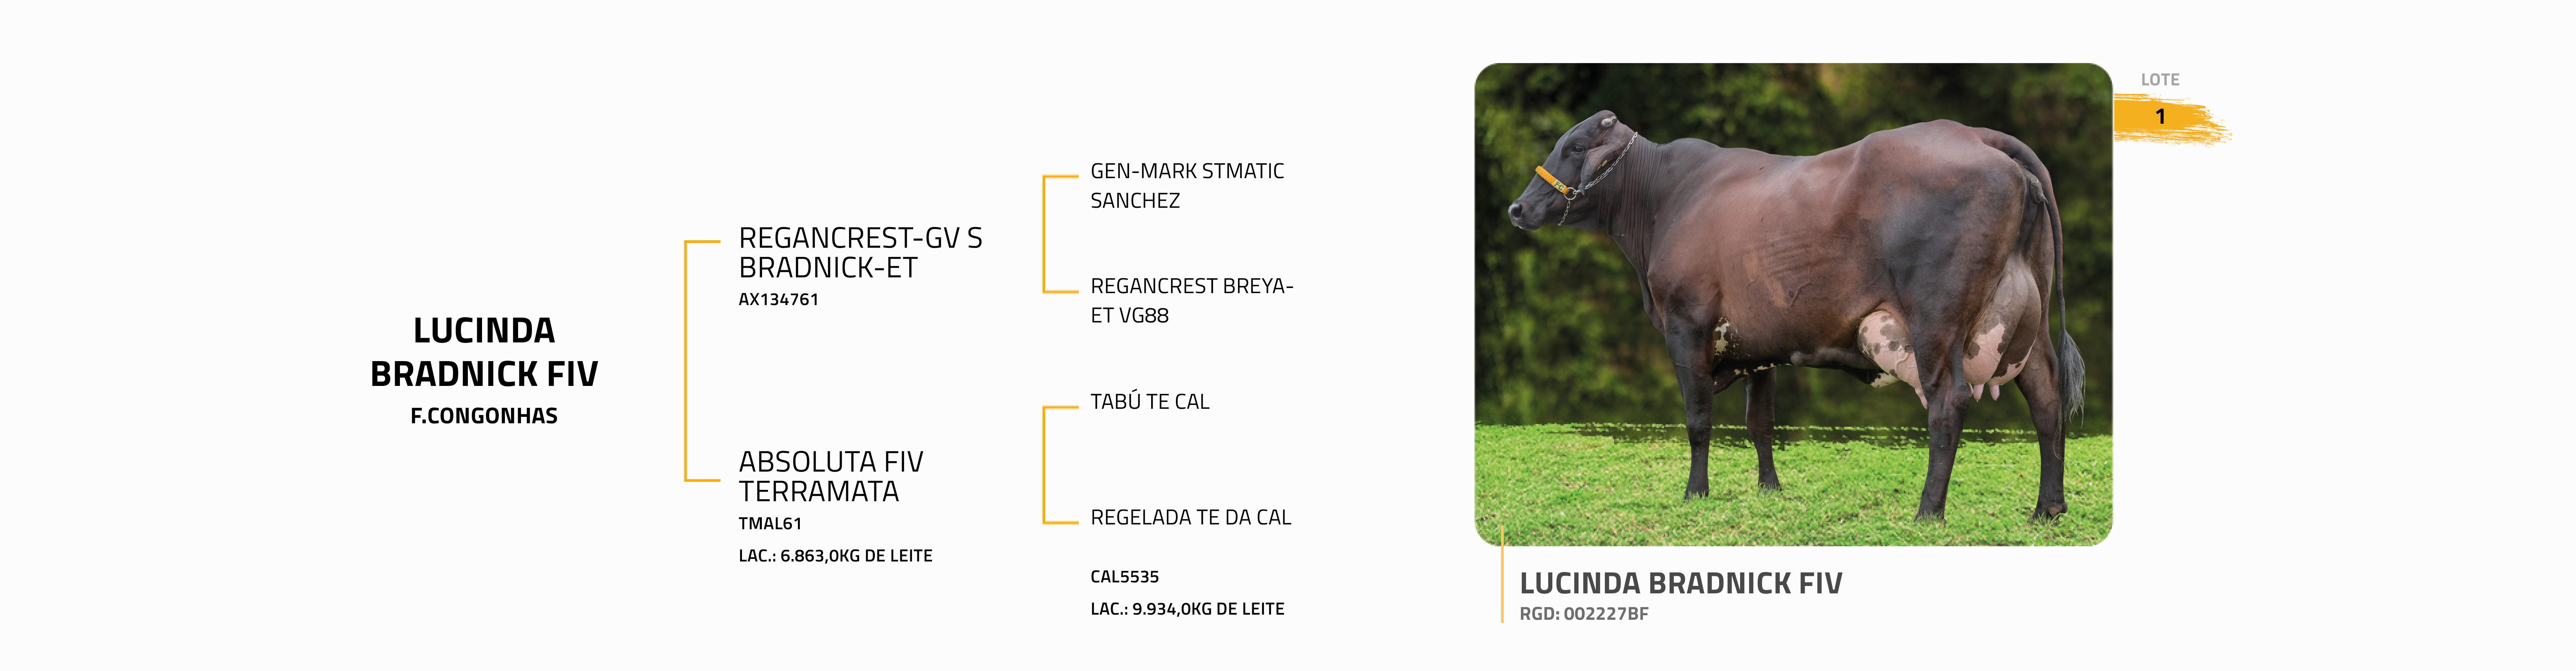 LUCINDA
BRADNICK FIV
F.CONGONHAS
REGANCREST-GV S
BRADNICK-ET
AX134761
ABSOLUTA FIV
TERRAMATA
TMAL61
LAC.: 6.863,0KG DE LEITE
GEN-MARK STMATIC
SANCHEZ
REGANCREST BREYA-
ET VG88
TABÚ TE CAL
REGELADA TE DA CAL
CAL5535
LAC.: 9.934,0KG DE LEITE
LOTE
1
LUCINDA BRADNICK FIV
RGD: 002227BF